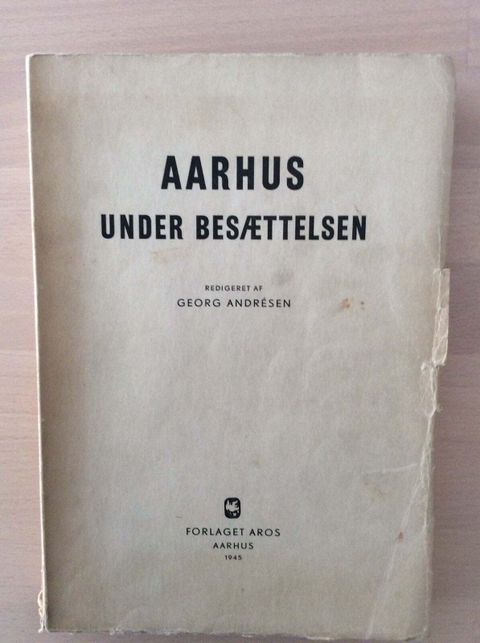 AARHUS
UNDER BESÆTTELSEN
REDIGERET AF
GEORG ANDRÉSEN
FORLAGET AROS
AARHUS
1945